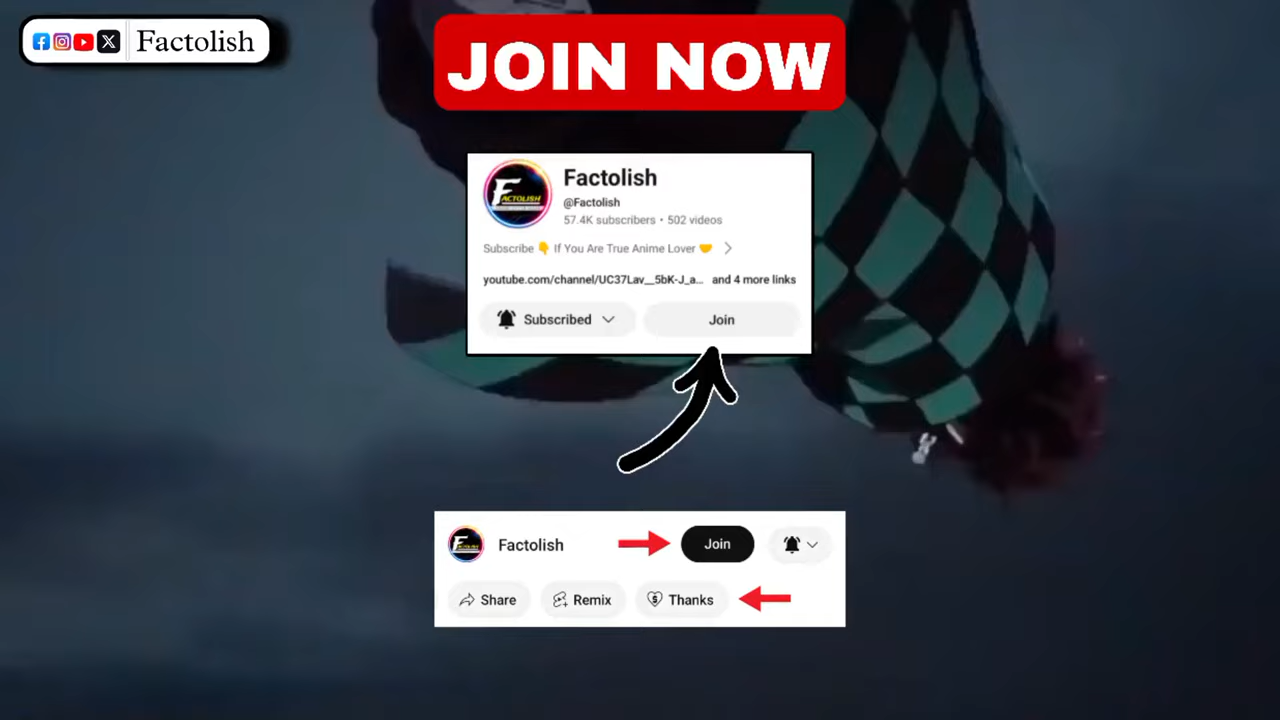 Factolish
JOIN NOW
FACTOLISH
Factolish
@Factolish
57.4K subscribers • 502 videos
Subscribe 👇 If You Are True Anime Lover 🤝
youtube.com/channel/UC37Lav__5bK-J_a... and 4 more links
Subscribed Join
Factolish Join
Share Remix Thanks